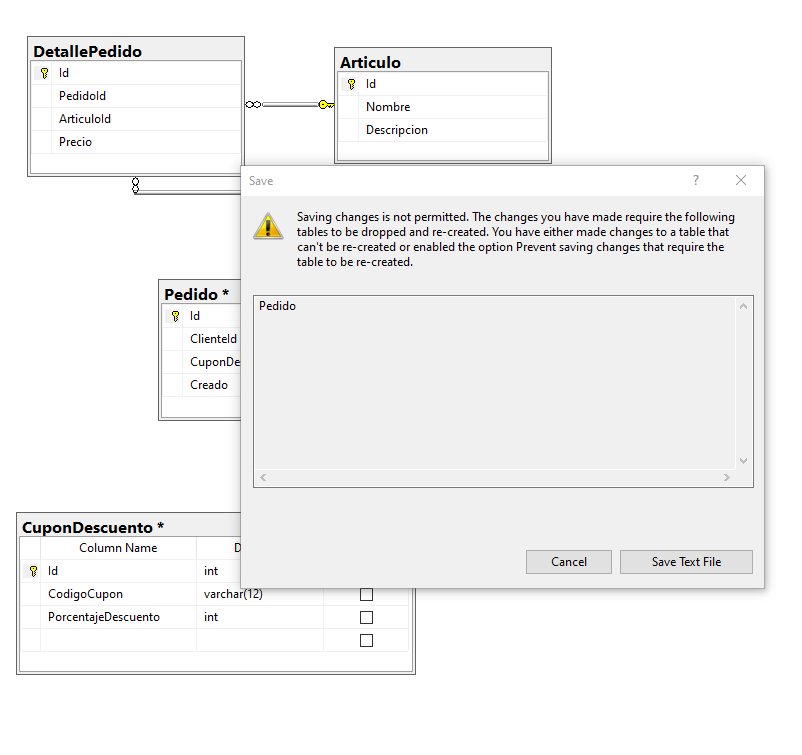 DetallePedido
Id
PedidoId
ArticuloId
Precio
Articulo
Id
Nombre
Descripcion
Save
?
Saving changes is not permitted. The changes you have made require the following
tables to be dropped and re-created. You have either made changes to a table that
can't be re-created or enabled the option Prevent saving changes that require the
table to be re-created.
Pedido
Cancel
Save Text File
Pedido *
Id
ClienteId
CuponDe
Creado
CuponDescuento *
Column Name
D
Id
int
CodigoCupon
varchar(12)
PorcentajeDescuento
int